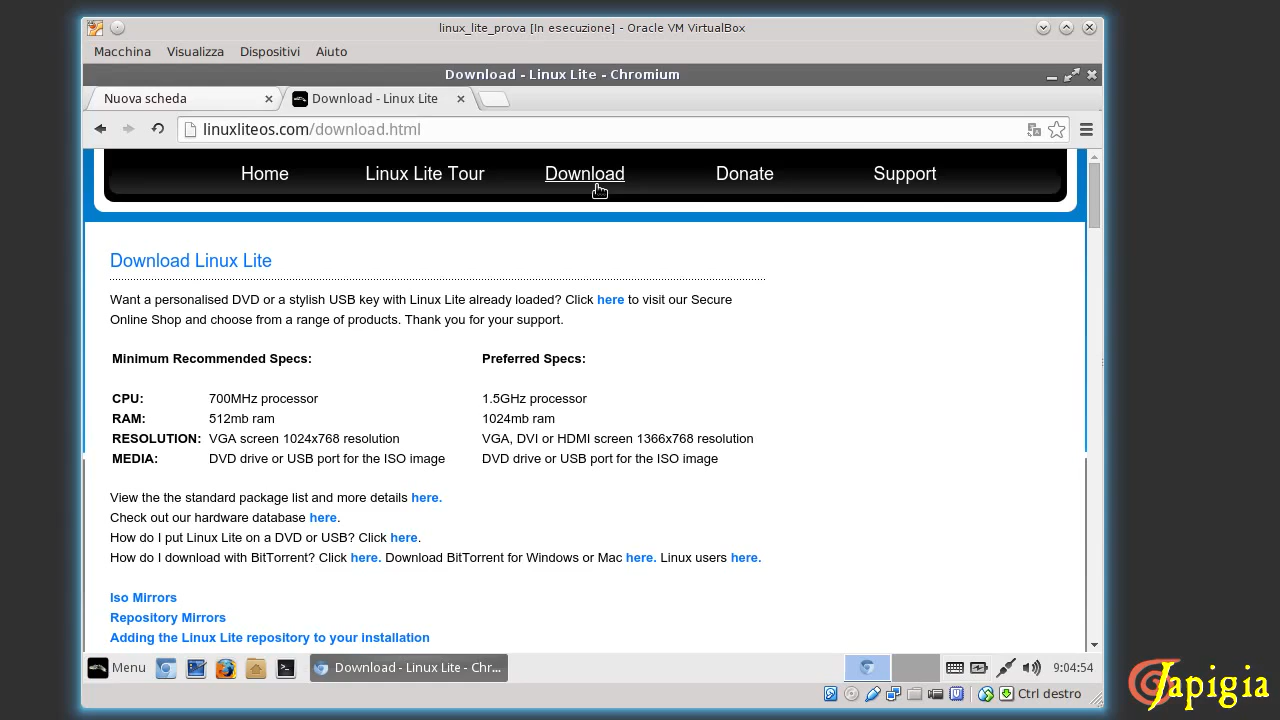 linux_lite_prova [In esecuzione] - Oracle VM VirtualBox
Macchina Visualizza Dispositivi Aiuto
Download - Linux Lite - Chromium
Nuova scheda Download - Linux Lite
linuxliteos.com/download.html
Home Linux Lite Tour Download Donate Support
Download Linux Lite
Want a personalised DVD or a stylish USB key with Linux Lite already loaded? Click here to visit our Secure
Online Shop and choose from a range of products. Thank you for your support.
Minimum Recommended Specs: Preferred Specs:
CPU: 700MHz processor 1.5GHz processor
RAM: 512mb ram 1024mb ram
RESOLUTION: VGA screen 1024x768 resolution VGA, DVI or HDMI screen 1366x768 resolution
MEDIA: DVD drive or USB port for the ISO image DVD drive or USB port for the ISO image
View the the standard package list and more details here.
Check out our hardware database here.
How do I put Linux Lite on a DVD or USB? Click here.
How do I download with BitTorrent? Click here. Download BitTorrent for Windows or Mac here. Linux users here.
Iso Mirrors
Repository Mirrors
Adding the Linux Lite repository to your installation
Menu Download - Linux Lite - Chr... 9:04:54
Ctrl destro
Japigia